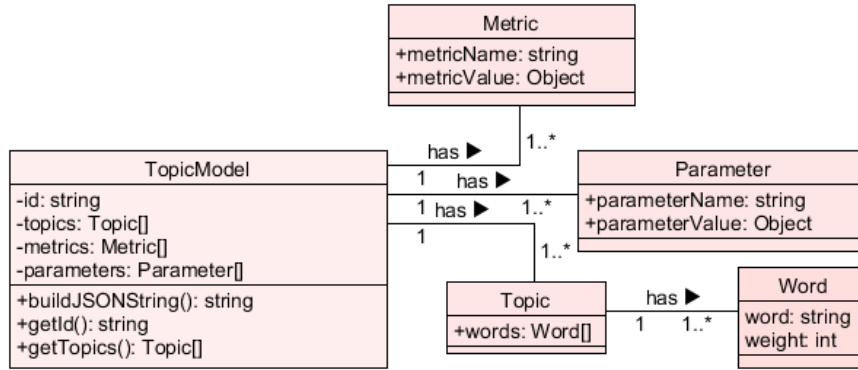 Metric
+metricName: string
+metricValue: Object
has ▶
1
1..*
TopicModel
-id: string
-topics: Topic[]
-metrics: Metric[]
-parameters: Parameter[]
+buildJSONString(): string
+getId(): string
+getTopics(): Topic[]
has ▶
1
1..*
Parameter
+parameterName: string
+parameterValue: Object
has ▶
1
1..*
Topic
+words: Word[]
has ▶
1
1..*
Word
word: string
weight: int